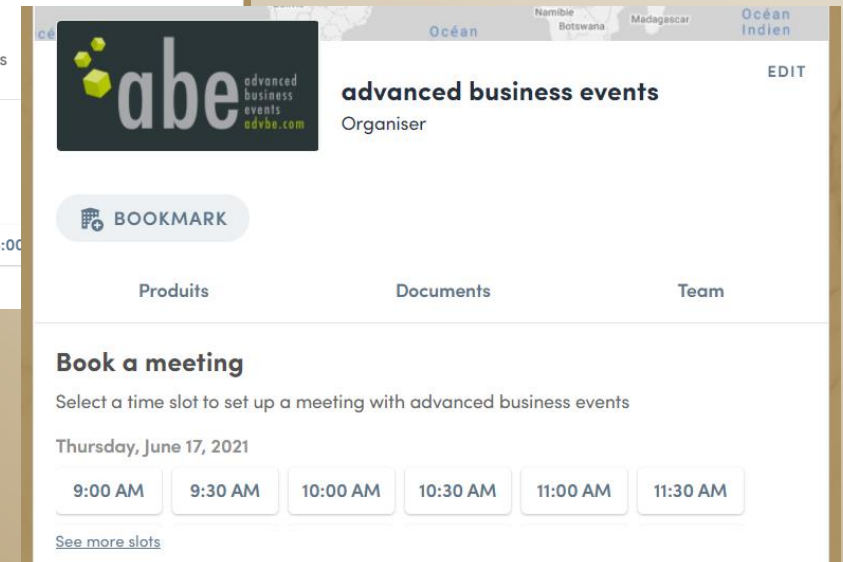 Océan
Namibie
Botswana
Madagascar
Océan
Indien
abe advanced
business
events
advbe.com
advanced business events
Organiser
EDIT
BOOKMARK
Produits
Documents
Team
Book a meeting
Select a time slot to set up a meeting with advanced business events
Thursday, June 17, 2021
9:00 AM
9:30 AM
10:00 AM
10:30 AM
11:00 AM
11:30 AM
See more slots